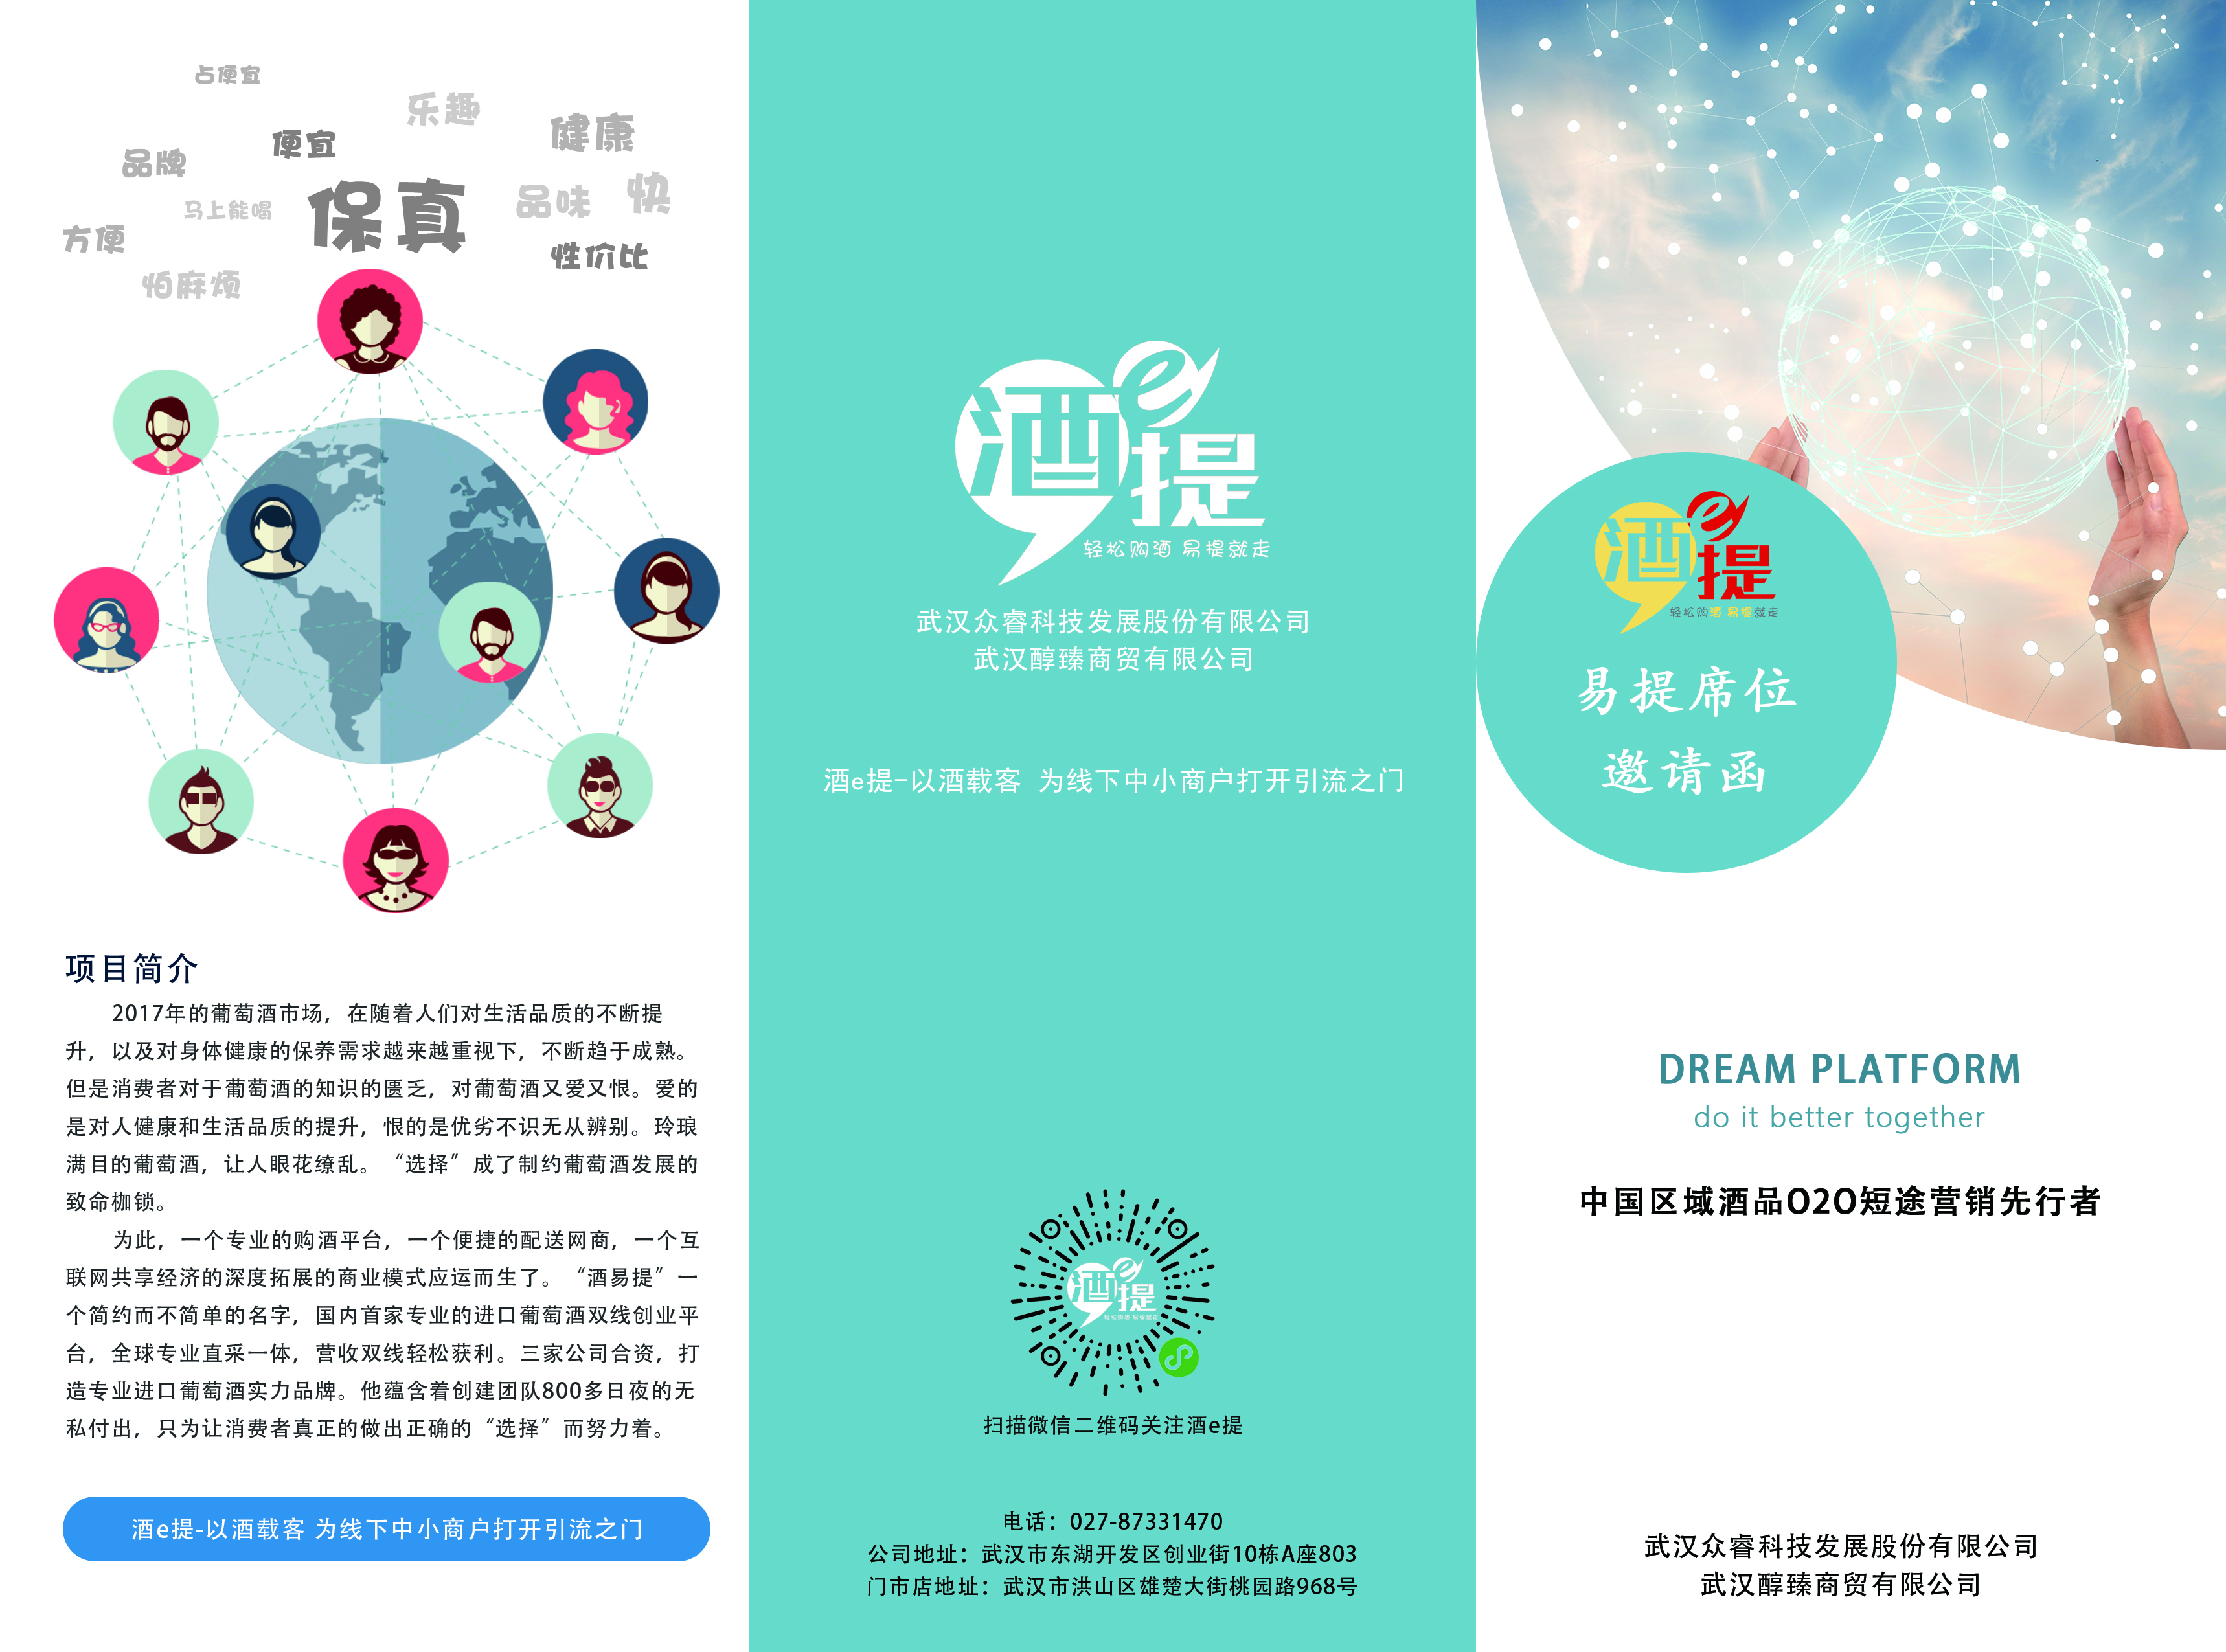 占便宜
乐趣
健康
便宜
品牌
保真
品味
快
马上能喝
方便
性价比
怕麻烦
项目简介
2017年的葡萄酒市场，在随着人们对生活品质的不断提
升，以及对身体健康的保养需求越来越重视下，不断趋于成熟。
但是消费者对于葡萄酒的知识的匮乏，对葡萄酒又爱又恨。爱的
是对人健康和生活品质的提升，恨的是优劣不识无从辨别。玲琅
满目的葡萄酒，让人眼花缭乱。“选择”成了制约葡萄酒发展的
致命枷锁。
为此，一个专业的购酒平台，一个便捷的配送网商，一个互
联网共享经济的深度拓展的商业模式应运而生了。“酒易提”一
个简约而不简单的名字，国内首家专业的进口葡萄酒双线创业平
台，全球专业直采一体，营收双线轻松获利。三家公司合资，打
造专业进口葡萄酒实力品牌。他蕴含着创建团队800多日夜的无
私付出，只为让消费者真正的做出正确的“选择”而努力着。
酒e提-以酒载客 为线下中小商户打开引流之门
酒e提
轻松购酒 易提就走
武汉众睿科技发展股份有限公司
武汉醇臻商贸有限公司
酒e提-以酒载客 为线下中小商户打开引流之门
酒e提
轻松购酒 易提就走
扫描微信二维码关注酒e提
电话：027-87331470
公司地址：武汉市东湖开发区创业街10栋A座803
门市店地址：武汉市洪山区雄楚大街桃园路968号
酒e提
轻松购酒 易提就走
易提席位
邀请函
DREAM PLATFORM
do it better together
中国区域酒品O2O短途营销先行者
武汉众睿科技发展股份有限公司
武汉醇臻商贸有限公司